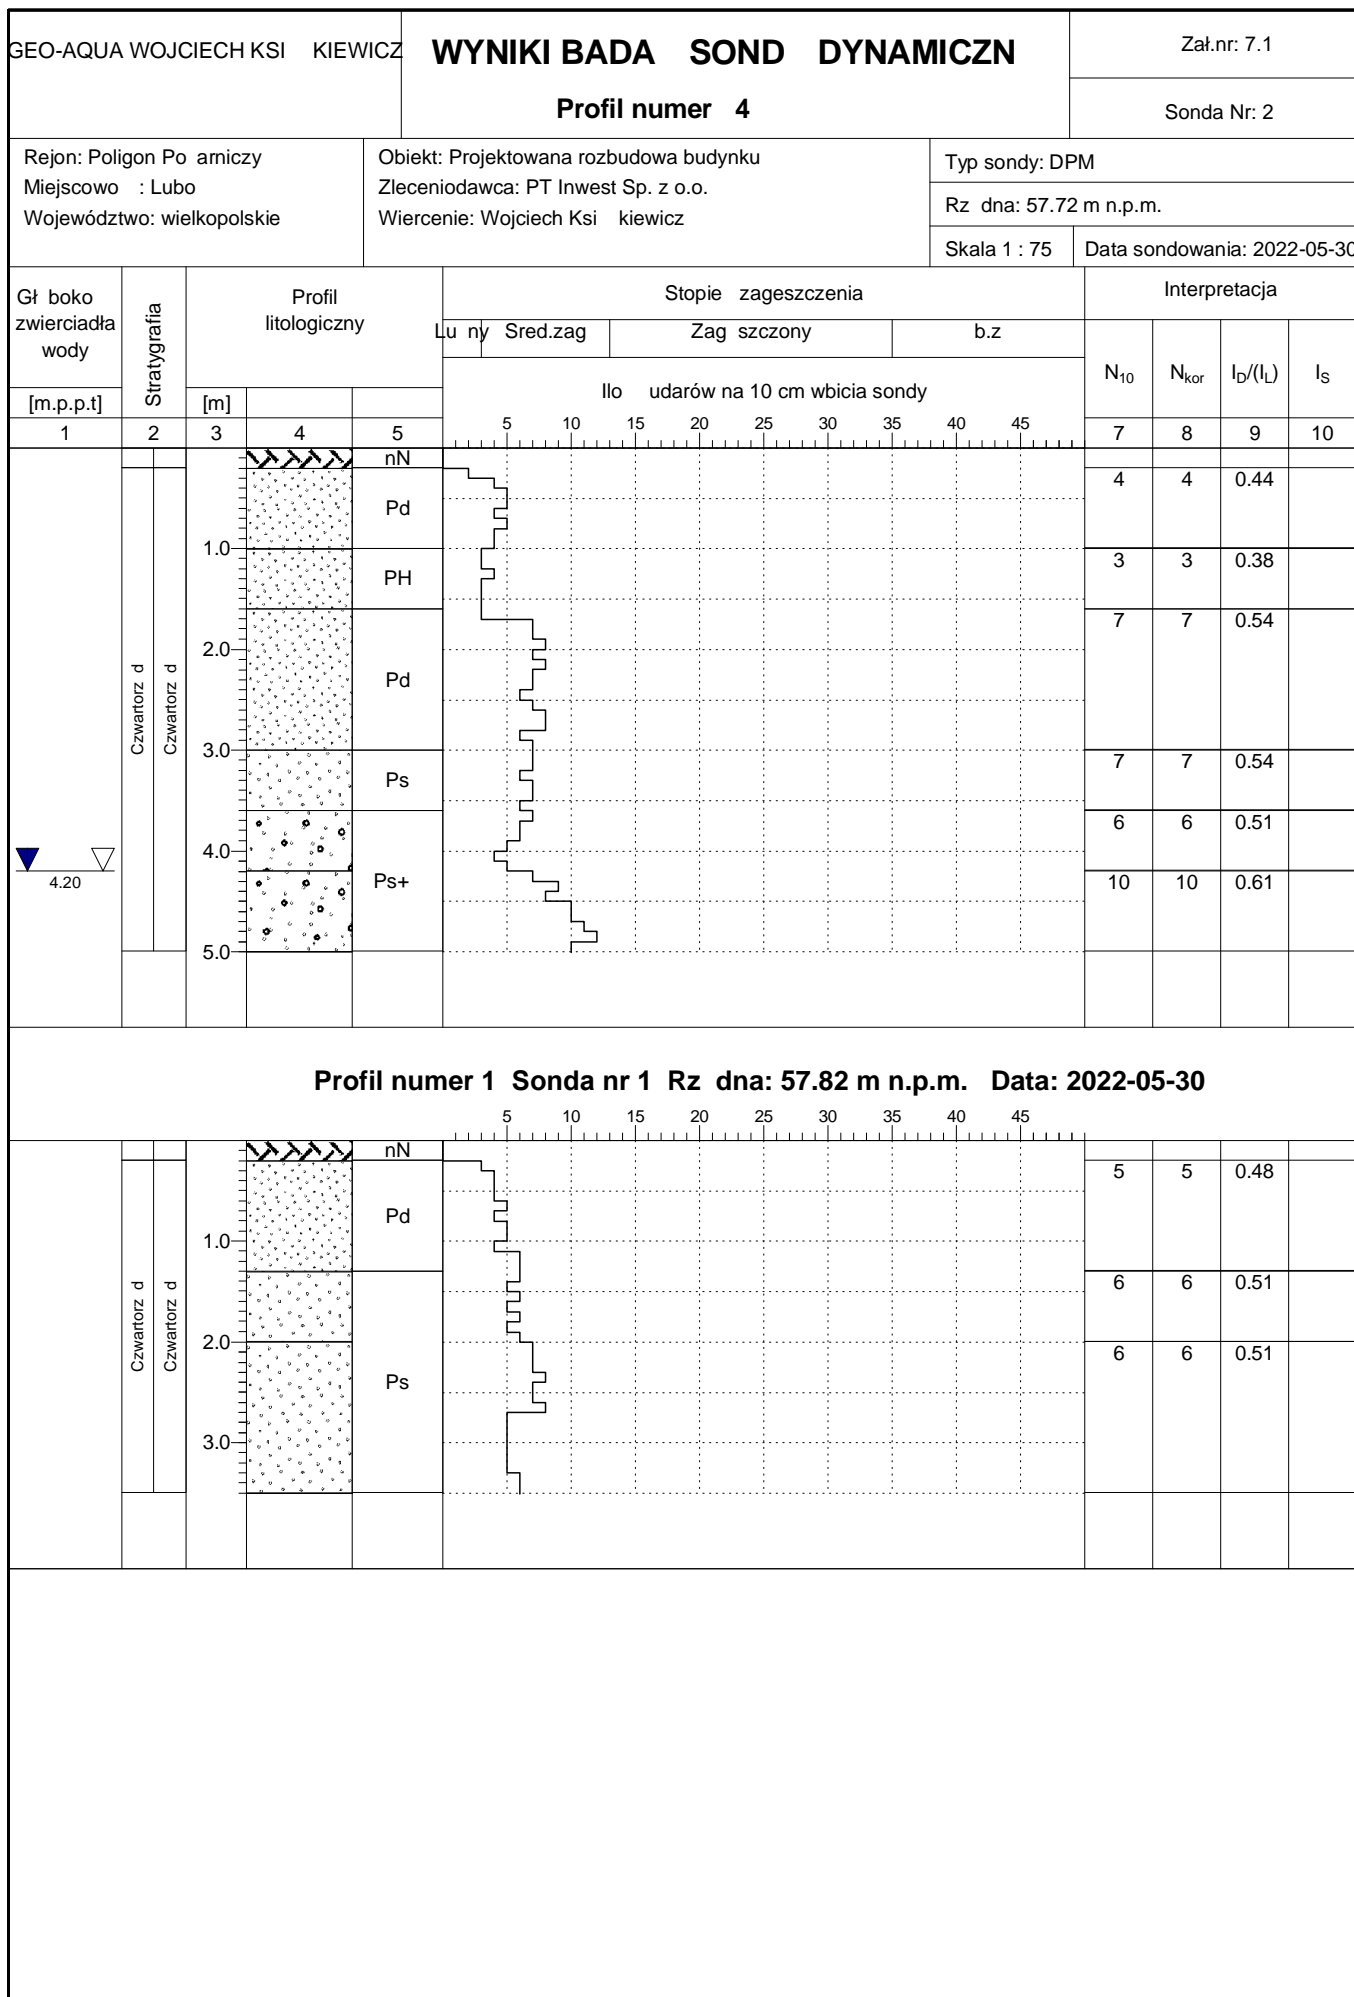 GEO-AQUA WOJCIECH KSI KIEWICZ
WYNIKI BADA SOND DYNAMICZN
Profil numer 4
Zał.nr: 7.1
Sonda Nr: 2
Rejon: Poligon Po arniczy
Miejscowo : Lubo
Województwo: wielkopolskie
Obiekt: Projektowana rozbudowa budynku
Zleceniodawca: PT Inwest Sp. z o.o.
Wiercenie: Wojciech Ksi kiewicz
Typ sondy: DPM
Rz dna: 57.72 m n.p.m.
Skala 1 : 75
Data sondowania: 2022-05-30
Gł boko
zwierciadła
wody
[m.p.p.t]
Stratygrafia
Profil
litologiczny
[m]
Stopie zageszczenia
Lu ny Sred.zag Zag szczony b.z
Ilo udarów na 10 cm wbicia sondy
Interpretacja
N10 Nkor ID/(IL) IS
1 2 3 4 5
5 10 15 20 25 30 35 40 45
7 8 9 10
nN
Pd
4 4 0.44
1.0
PH
3 3 0.38
7 7 0.54
2.0
Pd
Czwartorz d
Czwartorz d
3.0
Ps
7 7 0.54
6 6 0.51
4.0
4.20
Ps+
10 10 0.61
5.0
Profil numer 1 Sonda nr 1 Rz dna: 57.82 m n.p.m. Data: 2022-05-30
5 10 15 20 25 30 35 40 45
nN
5 5 0.48
Pd
1.0
6 6 0.51
Czwartorz d
Czwartorz d
2.0
6 6 0.51
Ps
3.0